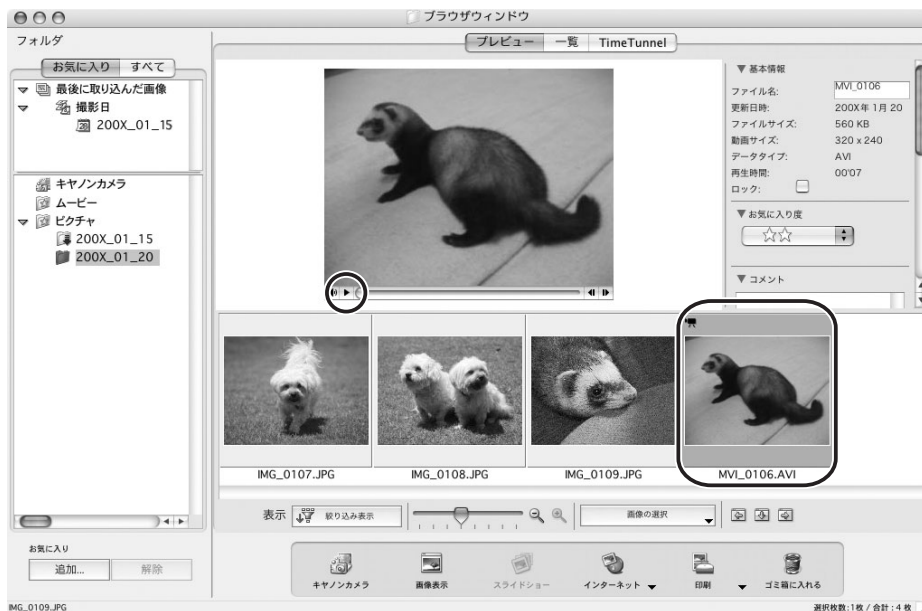 ブラウザウィンドウ
フォルダ
お気に入り すべて
最後に取り込んだ画像
撮影日
200X_01_15
キヤノンカメラ
ムービー
ピクチャ
200X_01_15
200X_01_20
お気に入り
追加... 解除
プレビュー 一覧 TimeTunnel
基本情報
ファイル名: MVI_0106
更新日時: 200X年 1月 20
ファイルサイズ: 560 KB
動画サイズ: 320 x 240
データタイプ: AVI
再生時間: 00'07
ロック:
お気に入り度
☆☆
コメント
IMG_0107.JPG IMG_0108.JPG IMG_0109.JPG MVI_0106.AVI
表示 絞り込み表示 画像の選択
キヤノンカメラ 画像表示 スライドショー インターネット 印刷 ゴミ箱に入れる
MG_0109.JPG 選択枚数:1枚 / 合計:4 枚